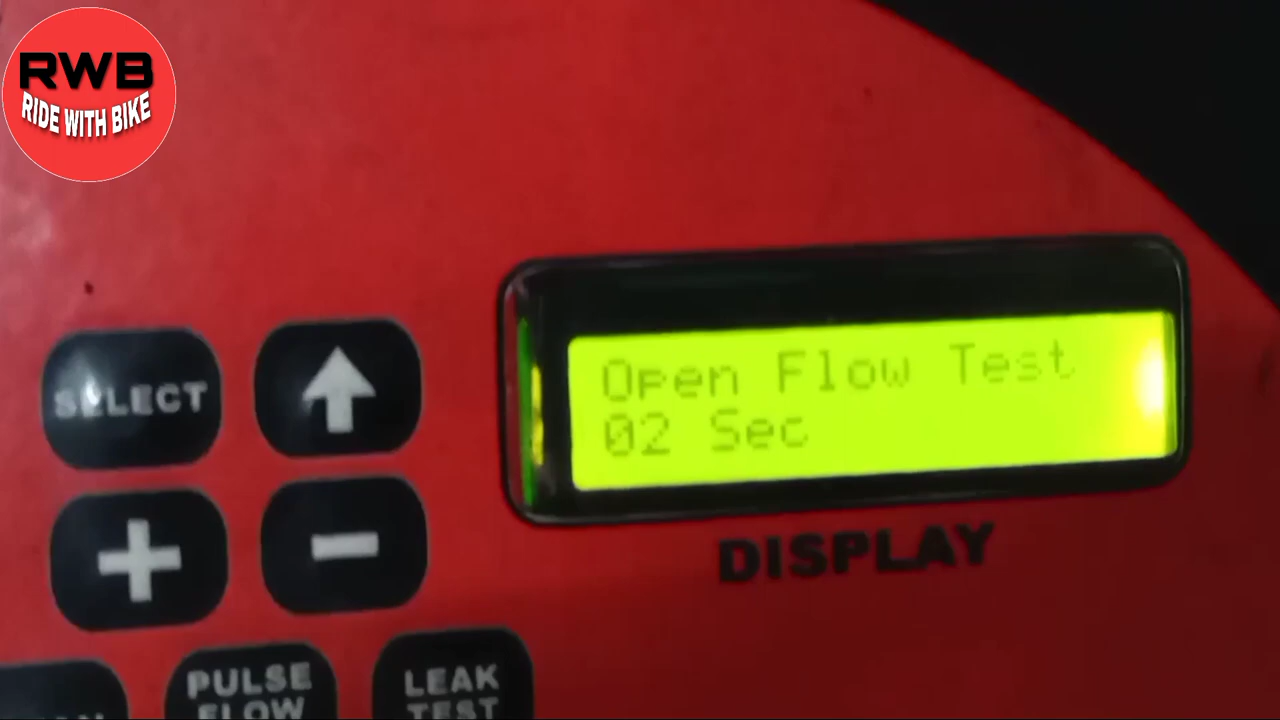 RWB
RIDE WITH BIKE
Open Flow Test
02 Sec
SELECT
DISPLAY
PULSE
FLOW
LEAK
TEST